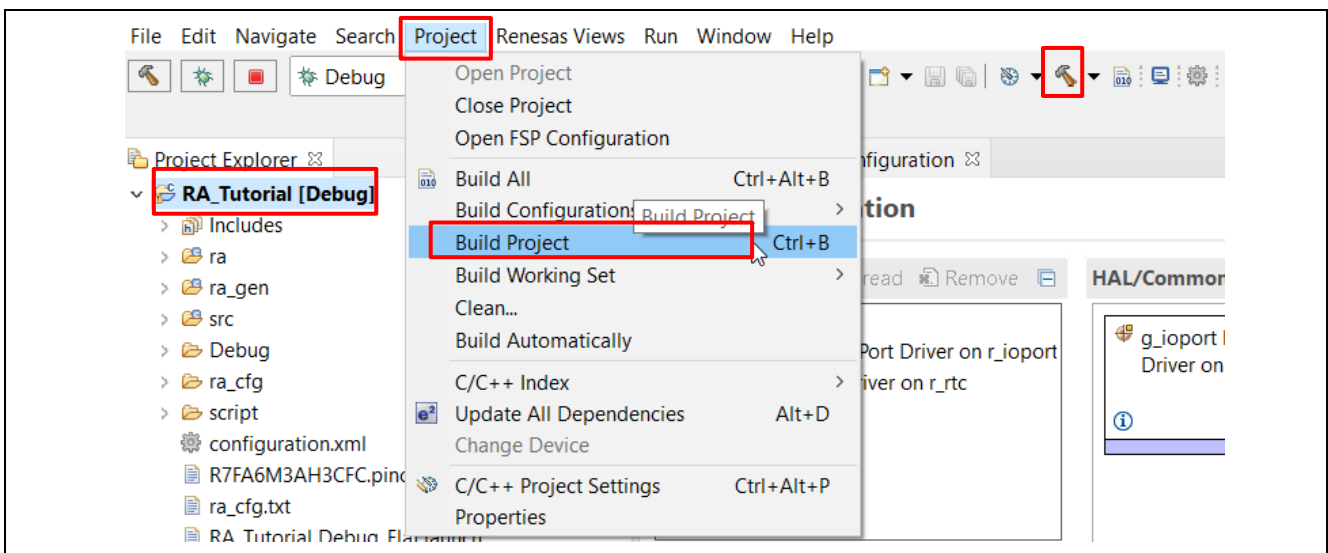 File Edit Navigate Search Project Renesas Views Run Window Help
Debug
Project Explorer
RA_Tutorial [Debug]
Includes
ra
ra_gen
src
Debug
ra_cfg
script
configuration.xml
R7FA6M3AH3CFC.pinc
ra_cfg.txt
RA_Tutorial Debug_Flat.launch
Open Project
Close Project
Open FSP Configuration
Build All Ctrl+Alt+B
Build Configurations
Build Project
Build Project Ctrl+B
Build Working Set
Clean...
Build Automatically
C/C++ Index
Update All Dependencies Alt+D
Change Device
C/C++ Project Settings Ctrl+Alt+P
Properties
nfiguration
tion
read Remove
Port Driver on r_ioport
iver on r_rtc
HAL/Common
g_ioport
Driver on